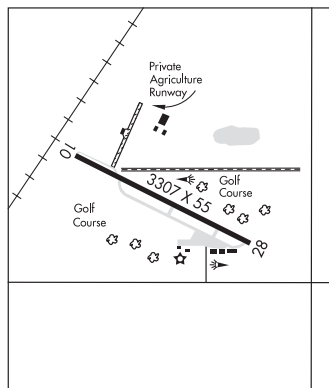 Private
Agriculture
Runway
10
3307 X 55
Golf
Course
Golf
Course
28